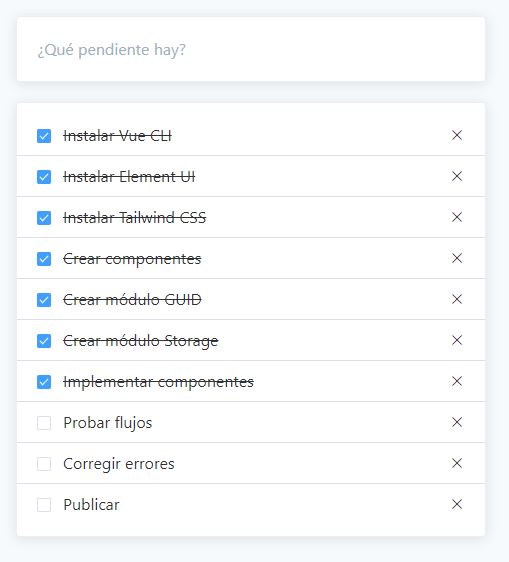 ¿Qué pendiente hay?
Instalar Vue CLI
Instalar Element UI
Instalar Tailwind CSS
Crear componentes
Crear módulo GUID
Crear módulo Storage
Implementar componentes
Probar flujos
Corregir errores
Publicar